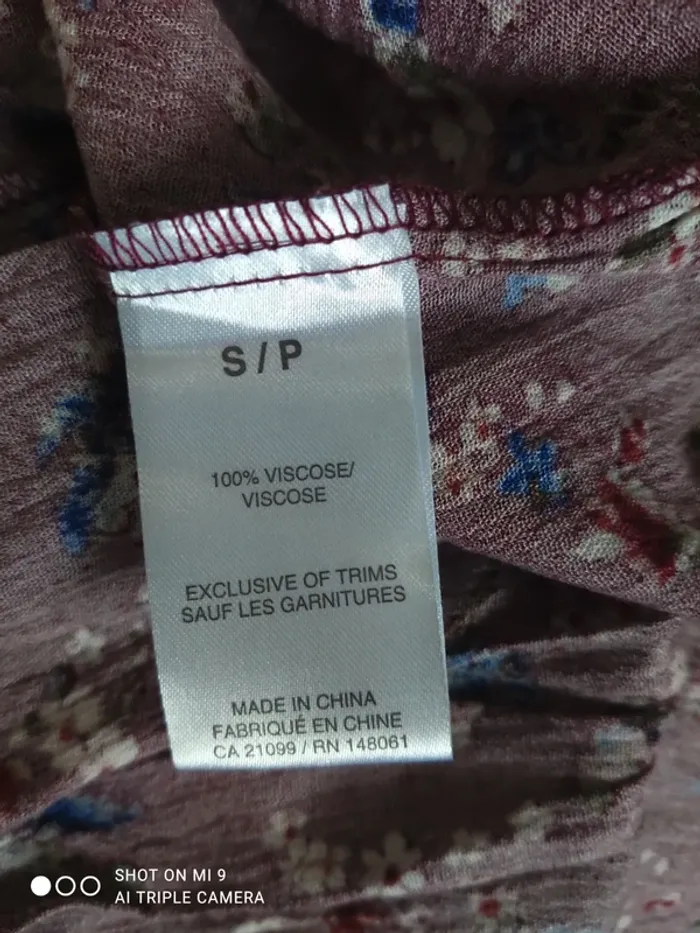 S / P
100% VISCOSE/
VISCOSE
EXCLUSIVE OF TRIMS
SAUF LES GARNITURES
MADE IN CHINA
FABRIQUÉ EN CHINE
CA 21099 / RN 148061
SHOT ON MI 9
AI TRIPLE CAMERA